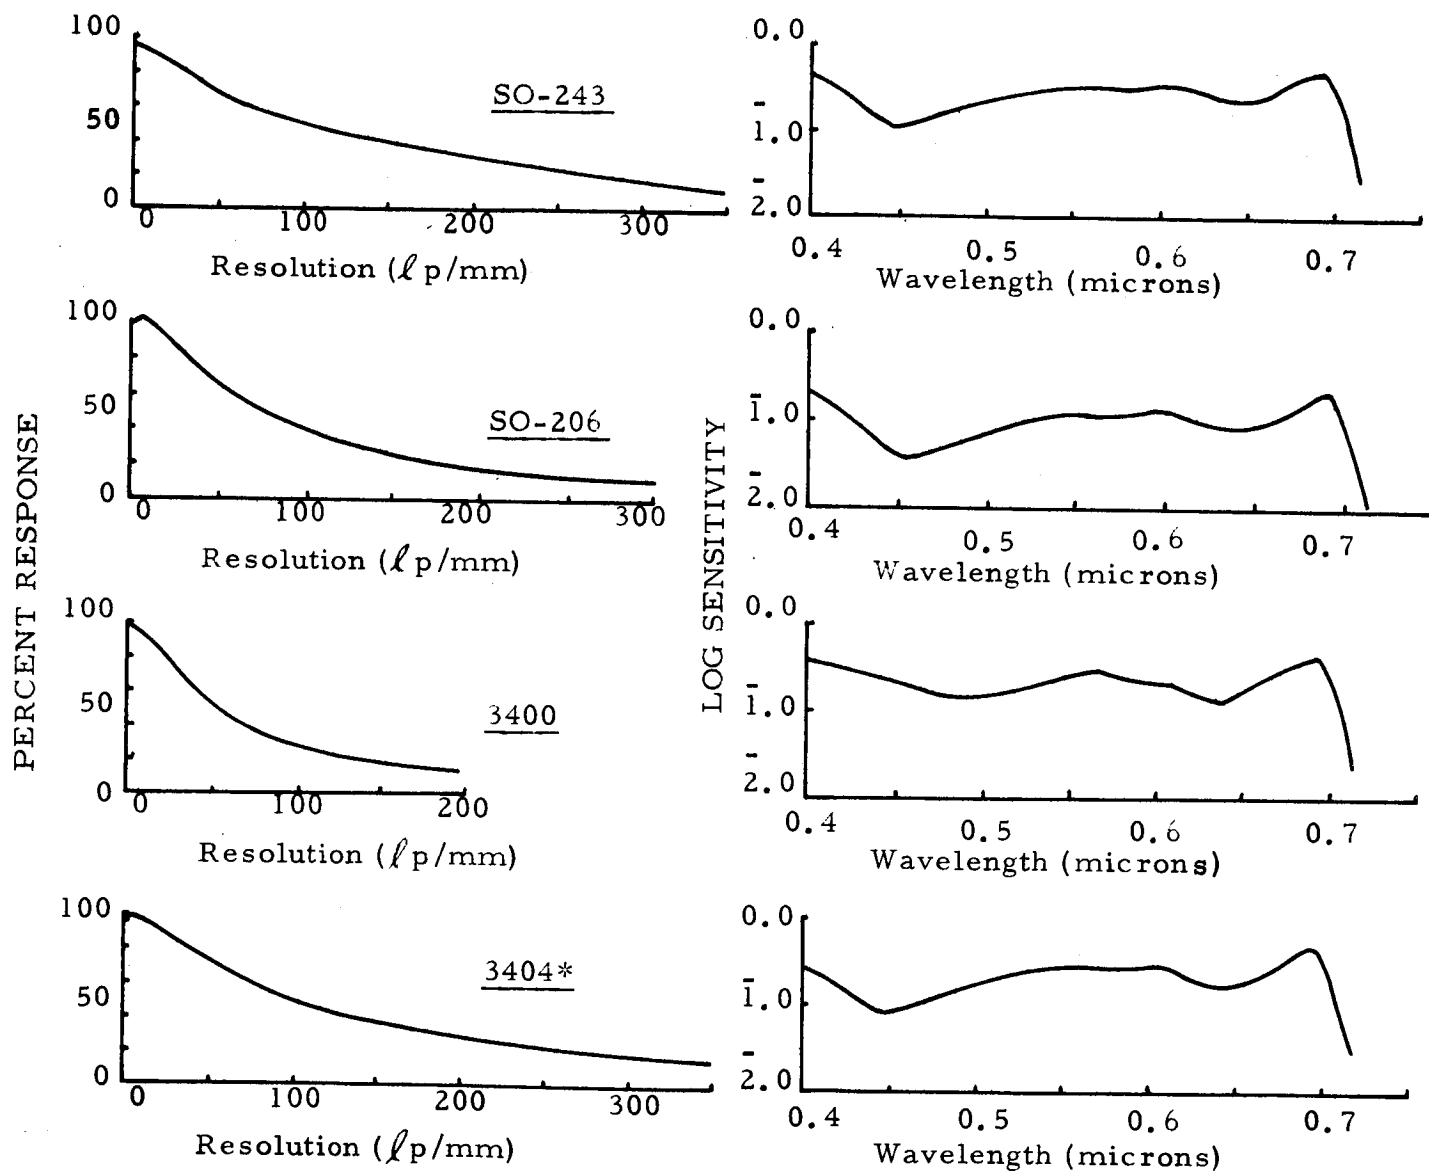 PERCENT RESPONSE
100
50
0
SO-243
0 100 200 300
Resolution (ℓp/mm)
100
50
0
SO-206
0 100 200 300
Resolution (ℓp/mm)
100
50
0
3400
0 100 200
Resolution (ℓp/mm)
100
50
0
3404*
0 100 200 300
Resolution (ℓp/mm)
LOG SENSITIVITY
0.0
1̄.0
2̄.0
0.4 0.5 0.6 0.7
Wavelength (microns)
0.0
1̄.0
2̄.0
0.4 0.5 0.6 0.7
Wavelength (microns)
0.0
1̄.0
2̄.0
0.4 0.5 0.6 0.7
Wavelength (microns)
0.0
1̄.0
2̄.0
0.4 0.5 0.6 0.7
Wavelength (microns)